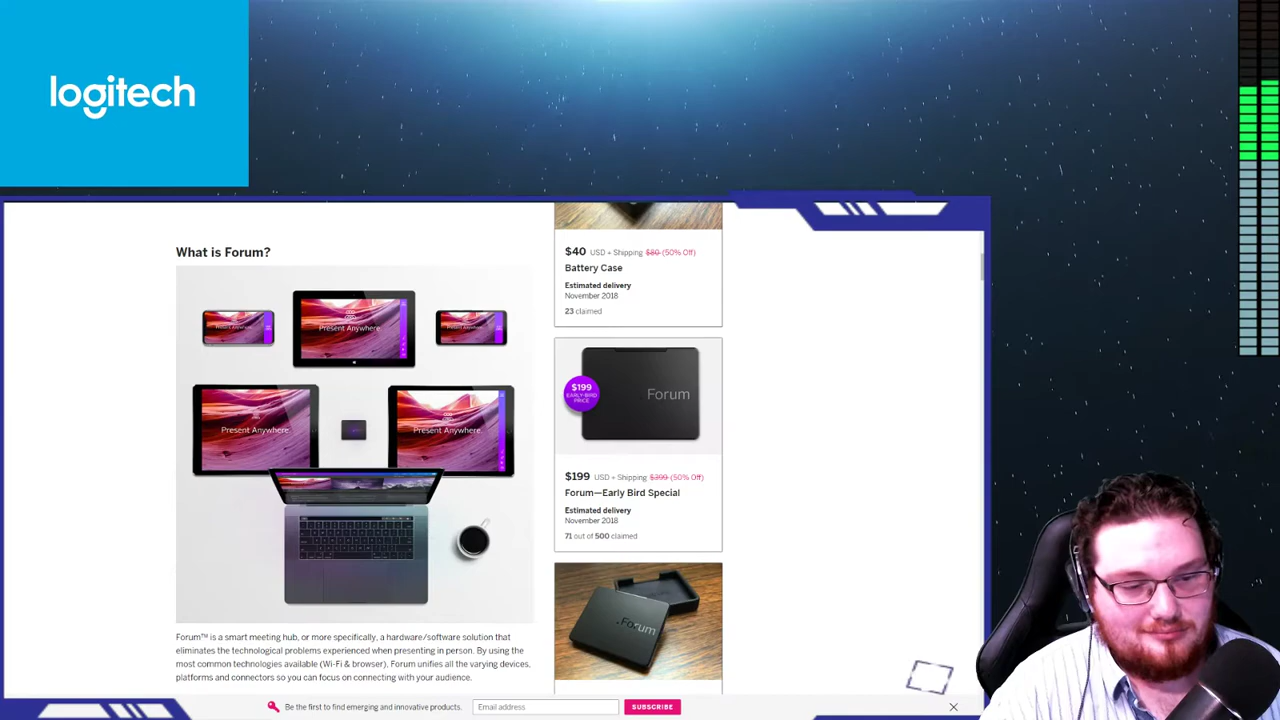 logitech
What is Forum?
Present Anywhere.
Present Anywhere.
Present Anywhere.
$40 USD + Shipping $80 (50% Off)
Battery Case
Estimated delivery
November 2018
23 claimed
$199
EARLY-BIRD
PRICE
Forum
$199 USD + Shipping $399 (50% Off)
Forum—Early Bird Special
Estimated delivery
November 2018
71 out of 500 claimed
Forum
Forum™ is a smart meeting hub, or more specifically, a hardware/software solution that
eliminates the technological problems experienced when presenting in person. By using the
most common technologies available (Wi-Fi & browser), Forum unifies all the varying devices,
platforms and connectors so you can focus on connecting with your audience.
Be the first to find emerging and innovative products.
Email address
SUBSCRIBE